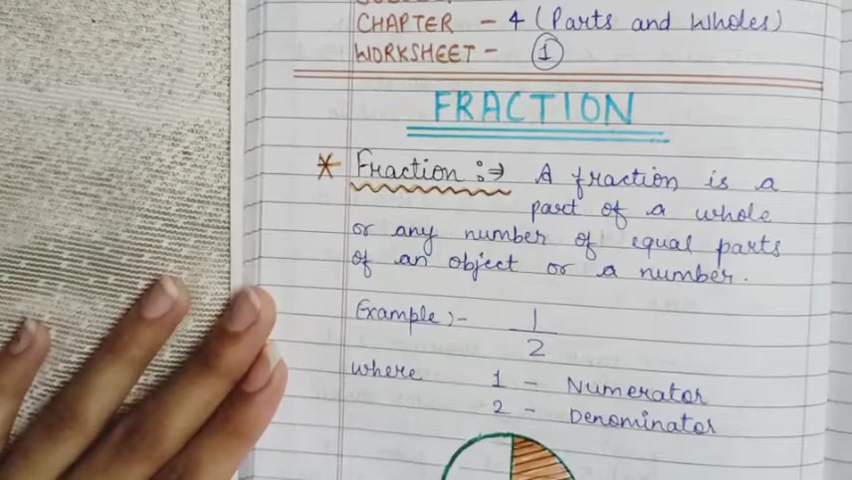 CHAPTER - 4 (Parts and Wholes)
WORKSHEET - 1
FRACTION
* Fraction :→ A fraction is a
part of a whole
or any number of equal parts
of an object or a number.
Example :- 1/2
where 1 - Numerator
2 - Denominator